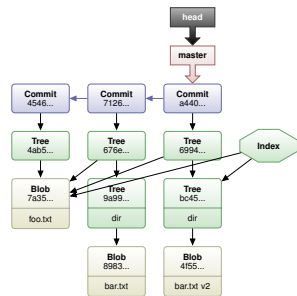 head
master
Commit Commit Commit
4546... 7126... a440...
Tree Tree Tree
4ab5... 676e... 6994...
Index
Blob Tree Tree
7a35... 9a99... bc45...
foo.txt dir dir
Blob Blob
8983... 4f55...
bar.txt bar.txt v2